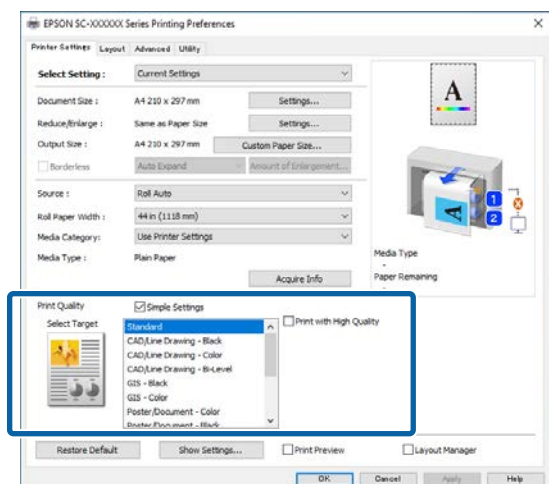 EPSON SC-XXXXXX Series Printing Preferences
Printer Settings Layout Advanced Utility
Select Setting : Current Settings
Document Size : A4 210 x 297 mm Settings...
Reduce/Enlarge : Same as Paper Size Settings...
Output Size : A4 210 x 297 mm Custom Paper Size...
Borderless Auto Expand Amount of Enlargement...
Source : Roll Auto
Roll Paper Width : 44 in (1118 mm)
Media Category: Use Printer Settings
Media Type : Plain Paper
Acquire Info
A
A
1
2
Media Type
-
Paper Remaining
-
Print Quality Simple Settings
Select Target
Standard
CAD/Line Drawing - Black
CAD/Line Drawing - Color
CAD/Line Drawing - Bi-Level
GIS - Black
GIS - Color
Poster/Document - Color
Poster/Document - Black
Print with High Quality
Restore Default Show Settings... Print Preview Layout Manager
OK Cancel Apply Help